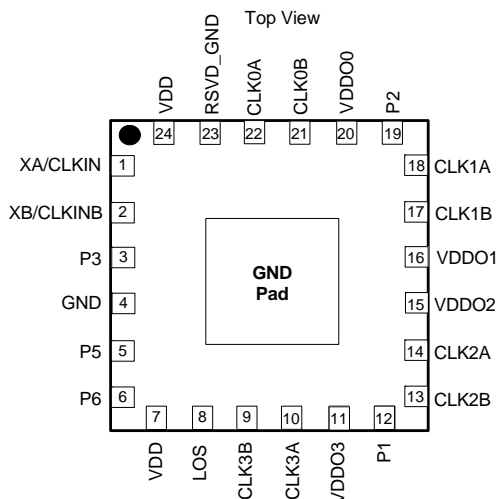 Top View
VDD
RSVD_GND
CLK0A
CLK0B
VDDO0
P2
24
23
22
21
20
19
XA/CLKIN
1
18
CLK1A
XB/CLKINB
2
17
CLK1B
P3
3
16
VDDO1
GND
4
15
VDDO2
P5
5
14
CLK2A
P6
6
13
CLK2B
GND
Pad
7
8
9
10
11
12
VDD
LOS
CLK3B
CLK3A
VDDO3
P1